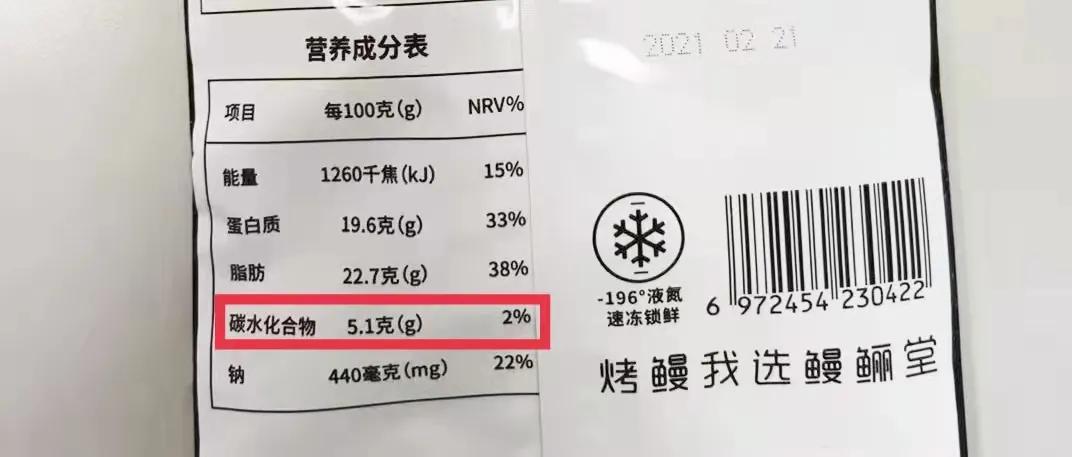 营养成分表
项目 每100克(g) NRV%
能量 1260千焦(kJ) 15%
蛋白质 19.6克(g) 33%
脂肪 22.7克(g) 38%
碳水化合物 5.1克(g) 2%
钠 440毫克(mg) 22%
2021 02 21
-196°液氮
速冻锁鲜
6 972454 230422
烤鳗我选鳗鲡堂